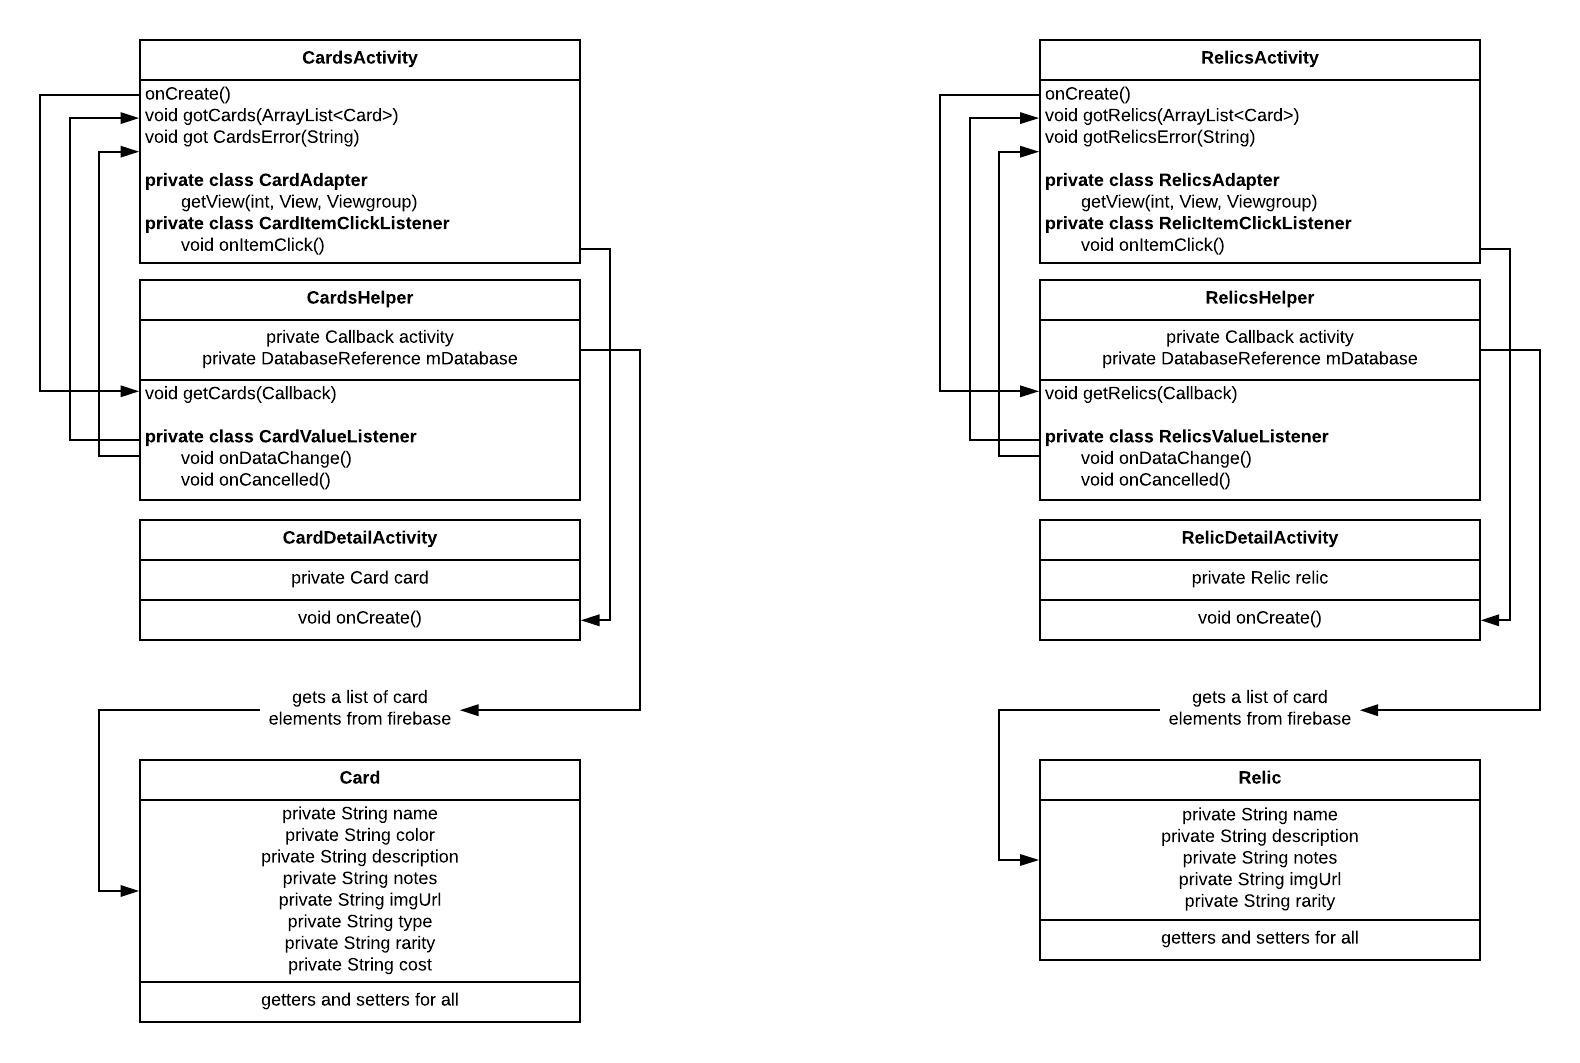 CardsActivity
onCreate()
void gotCards(ArrayList<Card>)
void got CardsError(String)
private class CardAdapter
getView(int, View, Viewgroup)
private class CardItemClickListener
void onItemClick()
CardsHelper
private Callback activity
private DatabaseReference mDatabase
void getCards(Callback)
private class CardValueListener
void onDataChange()
void onCancelled()
CardDetailActivity
private Card card
void onCreate()
gets a list of card
elements from firebase
Card
private String name
private String color
private String description
private String notes
private String imgUrl
private String type
private String rarity
private String cost
getters and setters for all
RelicsActivity
onCreate()
void gotRelics(ArrayList<Card>)
void gotRelicsError(String)
private class RelicsAdapter
getView(int, View, Viewgroup)
private class RelicItemClickListener
void onItemClick()
RelicsHelper
private Callback activity
private DatabaseReference mDatabase
void getRelics(Callback)
private class RelicsValueListener
void onDataChange()
void onCancelled()
RelicDetailActivity
private Relic relic
void onCreate()
gets a list of card
elements from firebase
Relic
private String name
private String description
private String notes
private String imgUrl
private String rarity
getters and setters for all